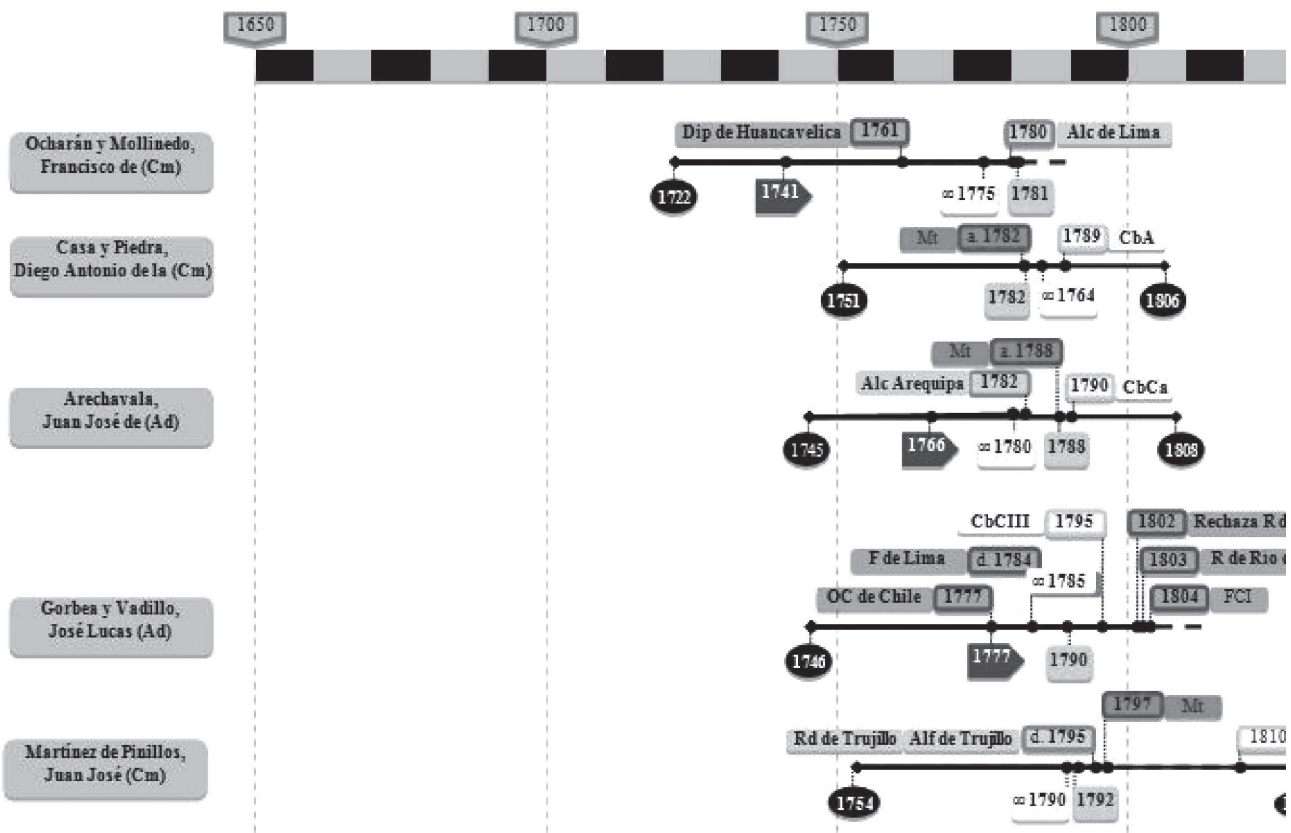 1650 1700 1750 1800
Dip de Huancavelica 1761 1780 Alc de Lima
Ocharán y Mollinedo,
Francisco de (Cm)
1722 1741 ∞ 1775 1781
Mt a. 1782 1789 CbA
Casa y Piedra,
Diego Antonio de la (Cm)
1751 1782 ∞ 1764 1806
Mt a. 1788
Alc Arequipa 1782 1790 CbCa
Arechavala,
Juan José de (Ad)
1745 1766 ∞ 1780 1788 1808
CbCIII 1795 1802 Rechaza R d
F de Lima d. 1784 1803 R de Río
∞ 1785
OC de Chile 1777 1804 FCI
Gorbea y Vadillo,
José Lucas (Ad)
1746 1777 1790
1797 Mt
Rd de Trujillo Alf de Trujillo d. 1795 1810
Martínez de Pinillos,
Juan José (Cm)
1754 ∞ 1790 1792